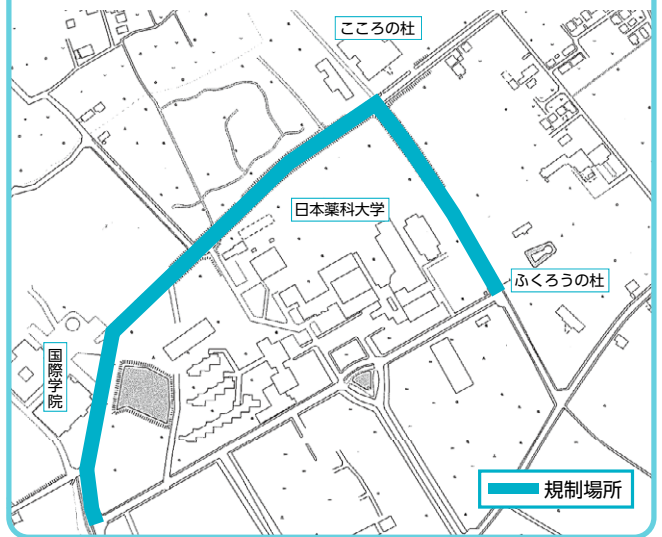 こころの杜
日本薬科大学
ふくろうの杜
国際学院
規制場所